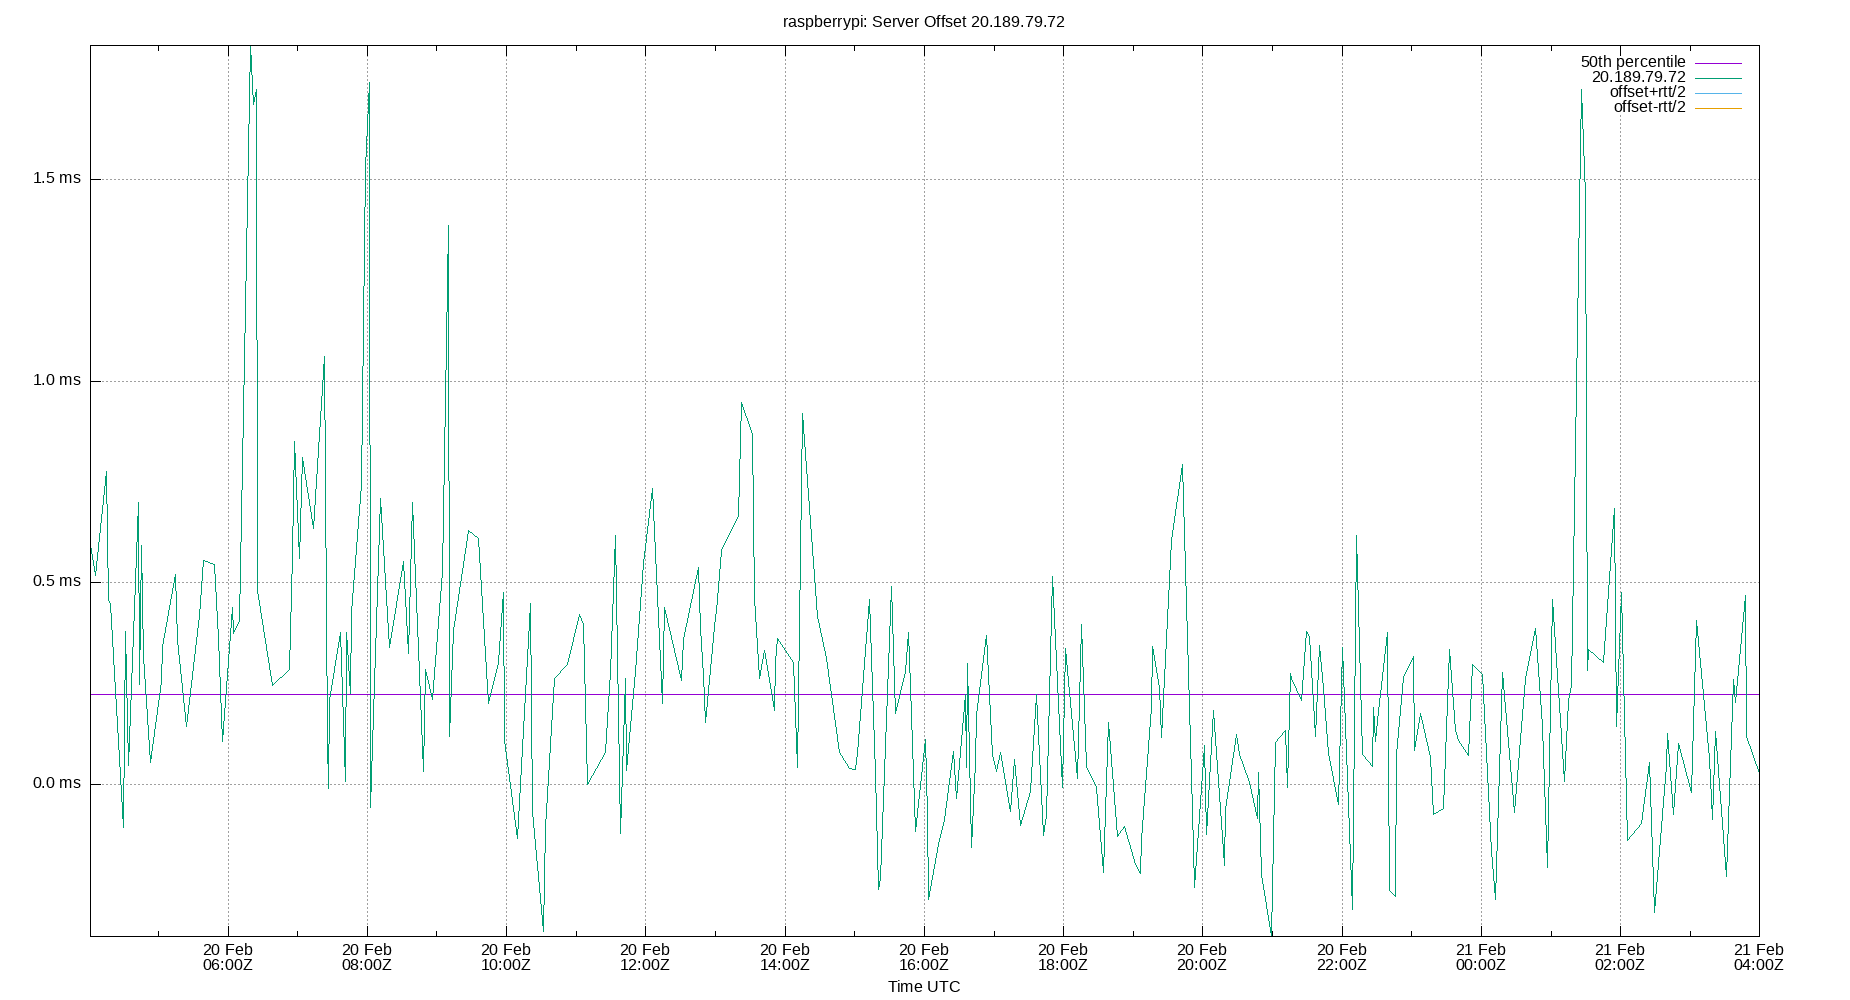 raspberrypi: Server Offset 20.189.79.72
50th percentile
20.189.79.72
offset+rtt/2
offset-rtt/2
1.5 ms
1.0 ms
0.5 ms
0.0 ms
20 Feb 20 Feb 20 Feb 20 Feb 20 Feb 20 Feb 20 Feb 20 Feb 20 Feb 21 Feb 21 Feb 21 Feb
06:00Z 08:00Z 10:00Z 12:00Z 14:00Z 16:00Z 18:00Z 20:00Z 22:00Z 00:00Z 02:00Z 04:00Z
Time UTC